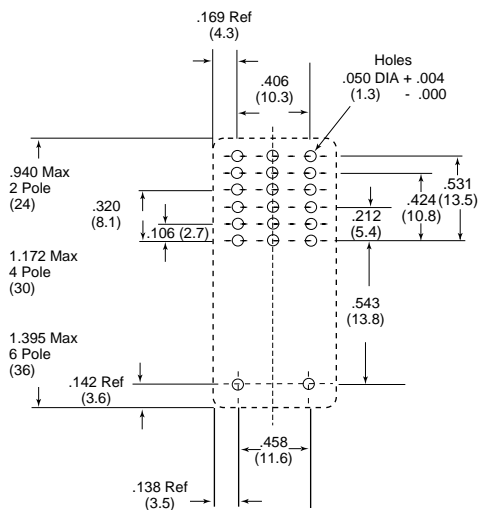 .169 Ref
(4.3)
.406
(10.3)
Holes
.050 DIA + .004
(1.3) - .000
.940 Max
2 Pole
(24)
.320
(8.1)
.106 (2.7)
.531
(13.5)
.424
(10.8)
.212
(5.4)
1.172 Max
4 Pole
(30)
.543
(13.8)
1.395 Max
6 Pole
(36)
.142 Ref
(3.6)
.458
(11.6)
.138 Ref
(3.5)